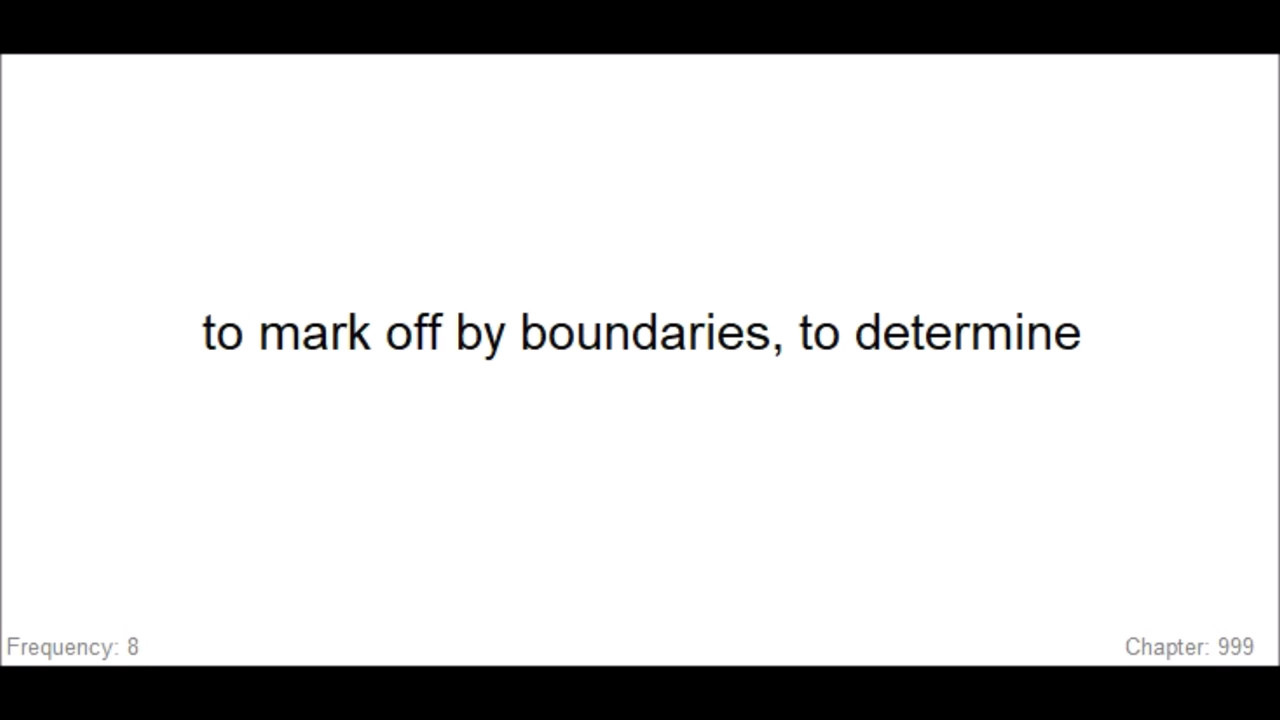 to mark off by boundaries, to determine
Frequency: 8
Chapter: 999